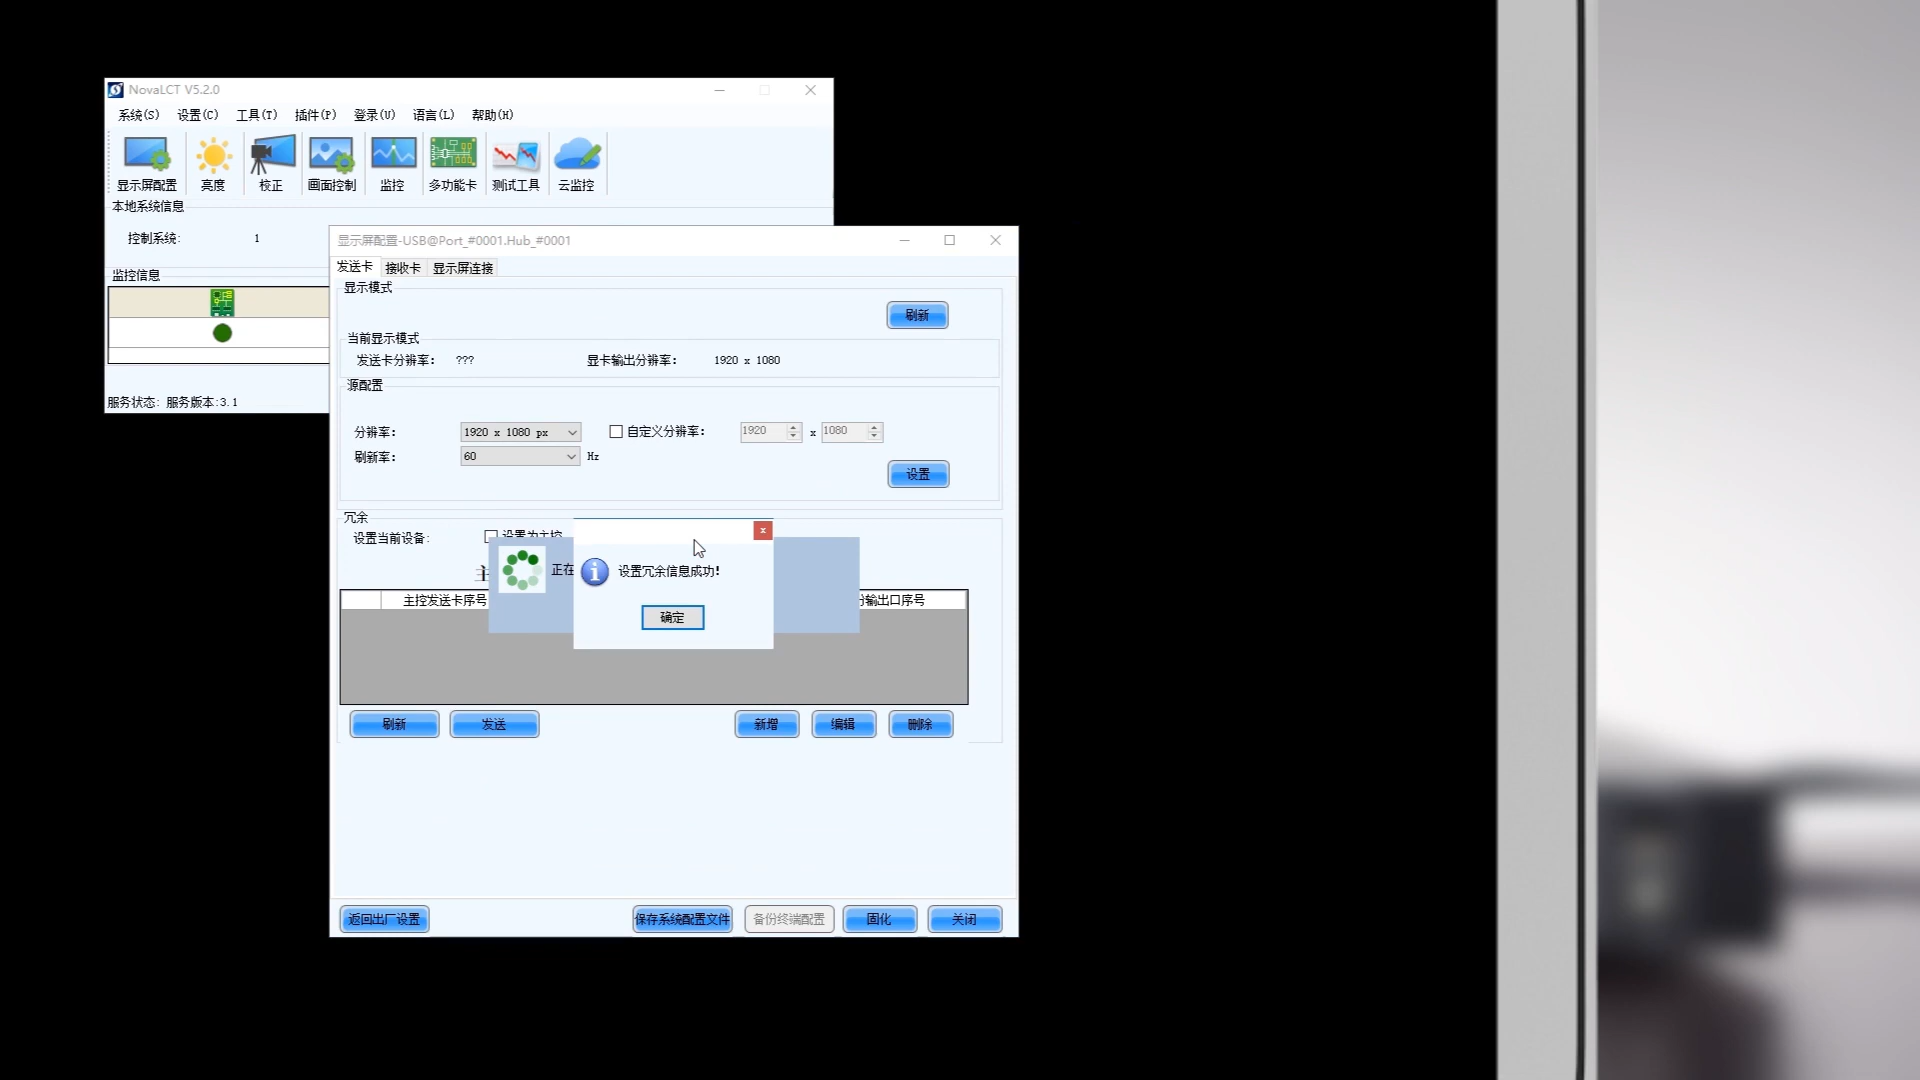 NovaLCT V5.2.0
系统(S) 设置(C) 工具(T) 插件(P) 登录(U) 语言(L) 帮助(H)
显示屏配置 亮度 校正 画面控制 监控 多功能卡 测试工具 云监控
本地系统信息
控制系统: 1
监控信息
服务状态: 服务版本:3.1
显示屏配置-USB@Port_#0001.Hub_#0001
发送卡 接收卡 显示屏连接
显示模式
刷新
当前显示模式
发送卡分辨率: ??? 显卡输出分辨率: 1920 x 1080
源配置
分辨率: 1920 x 1080 px 自定义分辨率: 1920 x 1080
刷新率: 60 Hz
设置
冗余
设置当前设备: 设置为主控
主
正在
设置冗余信息成功!
确定
主控发送卡序号 输出口序号
刷新 发送 新增 编辑 删除
返回出厂设置 保存系统配置文件 备份终端配置 固化 关闭